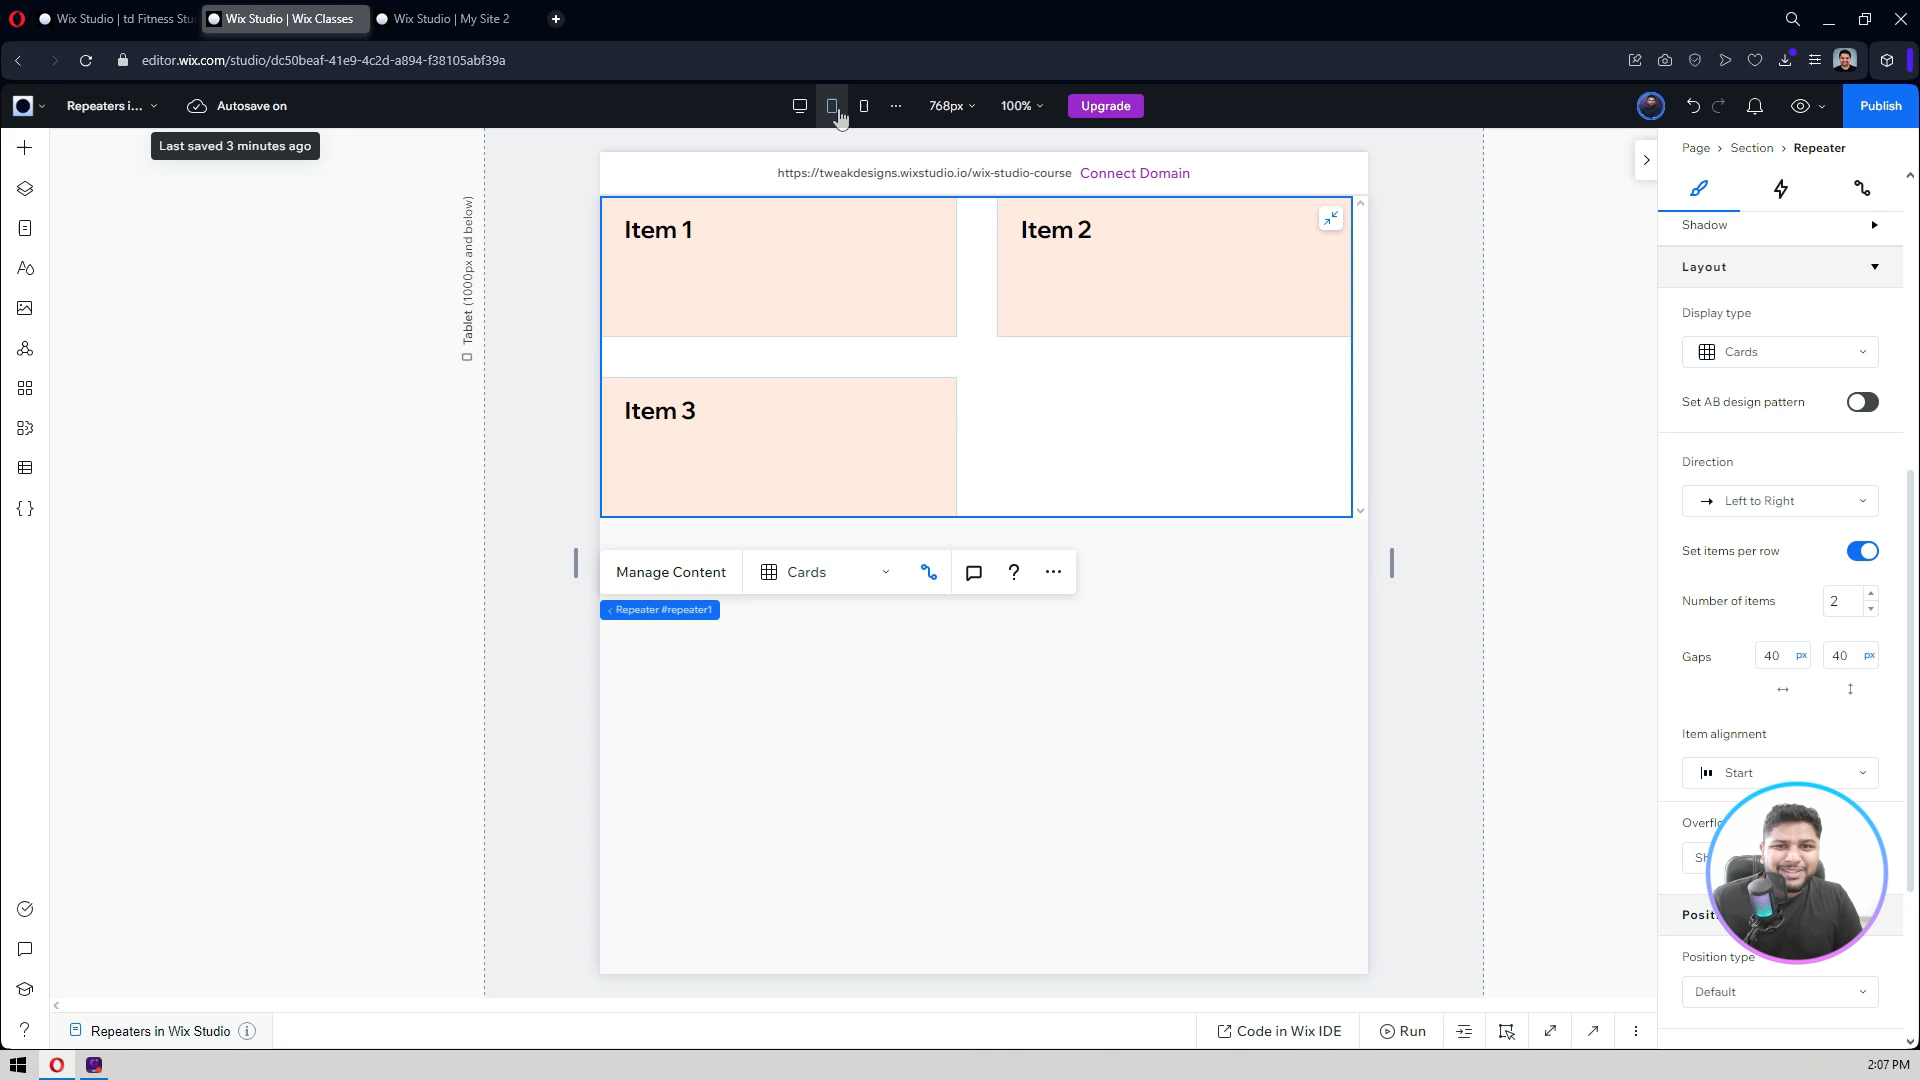 Wix Studio | td Fitness Stu
Wix Studio | Wix Classes
Wix Studio | My Site 2
editor.wix.com/studio/dc50beaf-41e9-4c2d-a894-f38105abf39a
Repeaters i...
Autosave on
768px
100%
Upgrade
Publish
Last saved 3 minutes ago
https://tweakdesigns.wixstudio.io/wix-studio-course Connect Domain
Page > Section > Repeater
Tablet (1000px and below)
Item 1
Item 2
Item 3
Manage Content
Cards
Repeater #repeater1
Shadow
Layout
Display type
Cards
Set AB design pattern
Direction
Left to Right
Set items per row
Number of items
2
Gaps
40 px
40 px
Item alignment
Start
Overflo
Sh
Posit
Position type
Default
Repeaters in Wix Studio
Code in Wix IDE
Run
2:07 PM